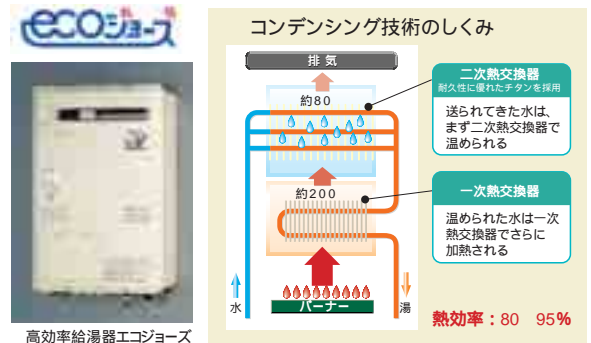 ecoジョーズ
高効率給湯器エコジョーズ
コンデンシング技術のしくみ
排気
約80
約200
水
バーナー
湯
二次熱交換器
耐久性に優れたチタンを採用
送られてきた水は、
まず二次熱交換器で
温められる
一次熱交換器
温められた水は一次
熱交換器でさらに
加熱される
熱効率：80 95%